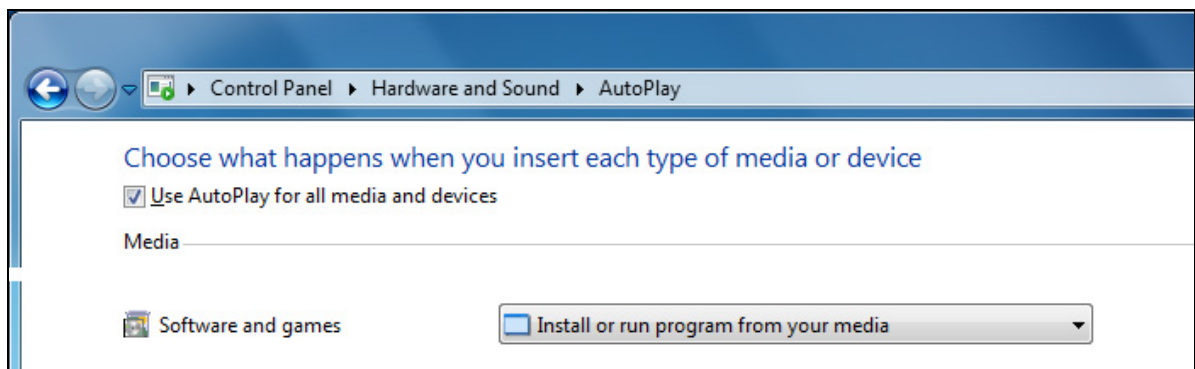 Control Panel ▸ Hardware and Sound ▸ AutoPlay
Choose what happens when you insert each type of media or device
Use AutoPlay for all media and devices
Media
Software and games Install or run program from your media